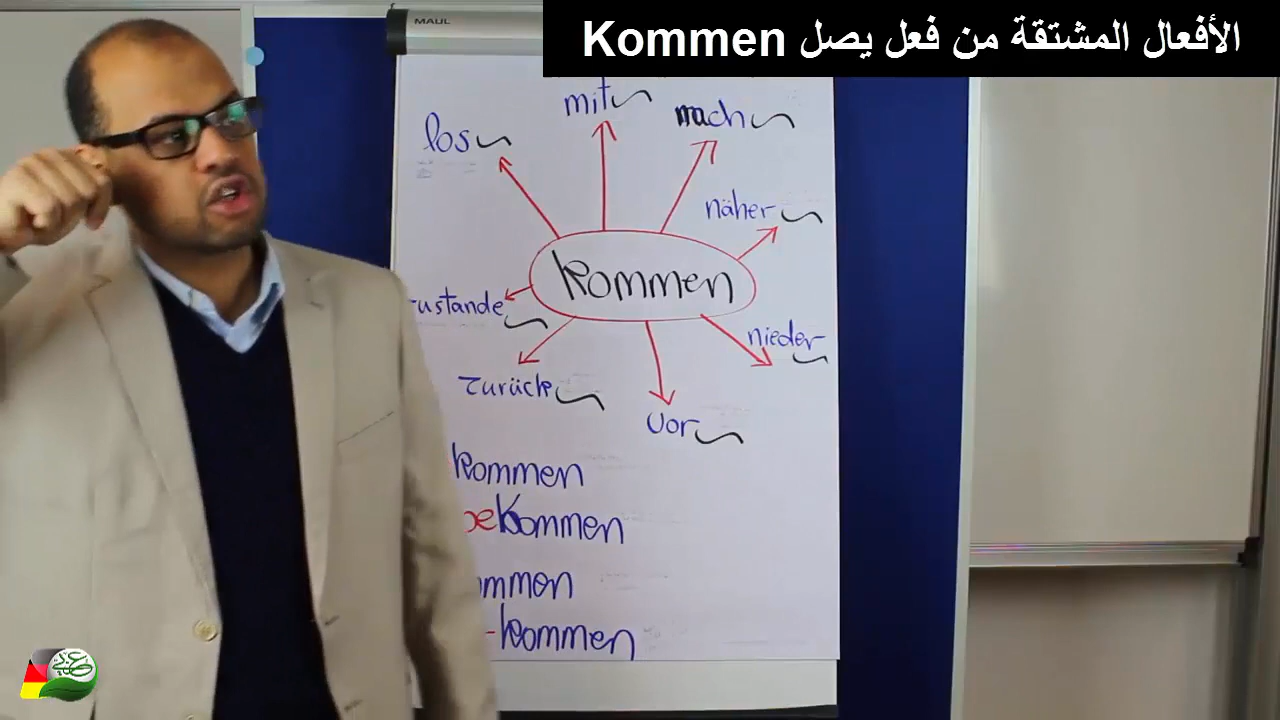 الأفعال المشتقة من فعل يصل Kommen
MAUL
mit
los
nach
näher
kommen
zustande
nieder
zurück
vor
kommen
bekommen
kommen
-kommen